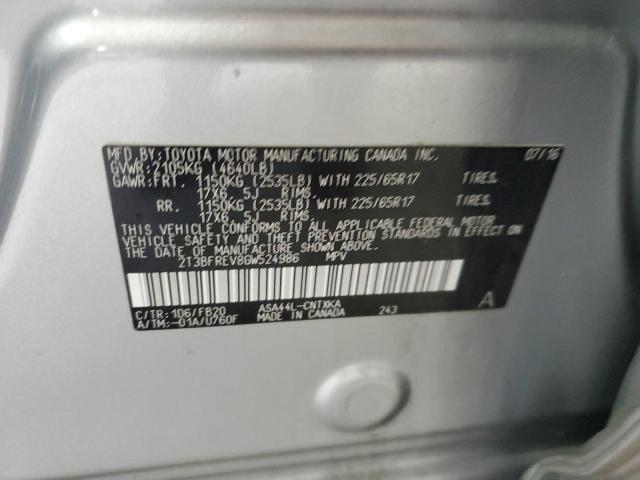 MFD.BY:TOYOTA MOTOR MANUFACTURING CANADA INC. 07/16
GVWR:2105KG (4640LB)
GAWR:FRT. 1150KG (2535LB) WITH 225/65R17 TIRES.
17X6.5J RIMS.
RR. 1150KG (2535LB) WITH 225/65R17 TIRES.
17X6.5J RIMS.
THIS VEHICLE CONFORMS TO ALL APPLICABLE FEDERAL MOTOR
VEHICLE SAFETY AND THEFT PREVENTION STANDARDS IN EFFECT ON
THE DATE OF MANUFACTURE SHOWN ABOVE.
2T3BFREV8GW524986 MPV
C/TR:1D6/FB20 ASA44L-CNTXKA 243 A
A/TM:-01A/U760F MADE IN CANADA